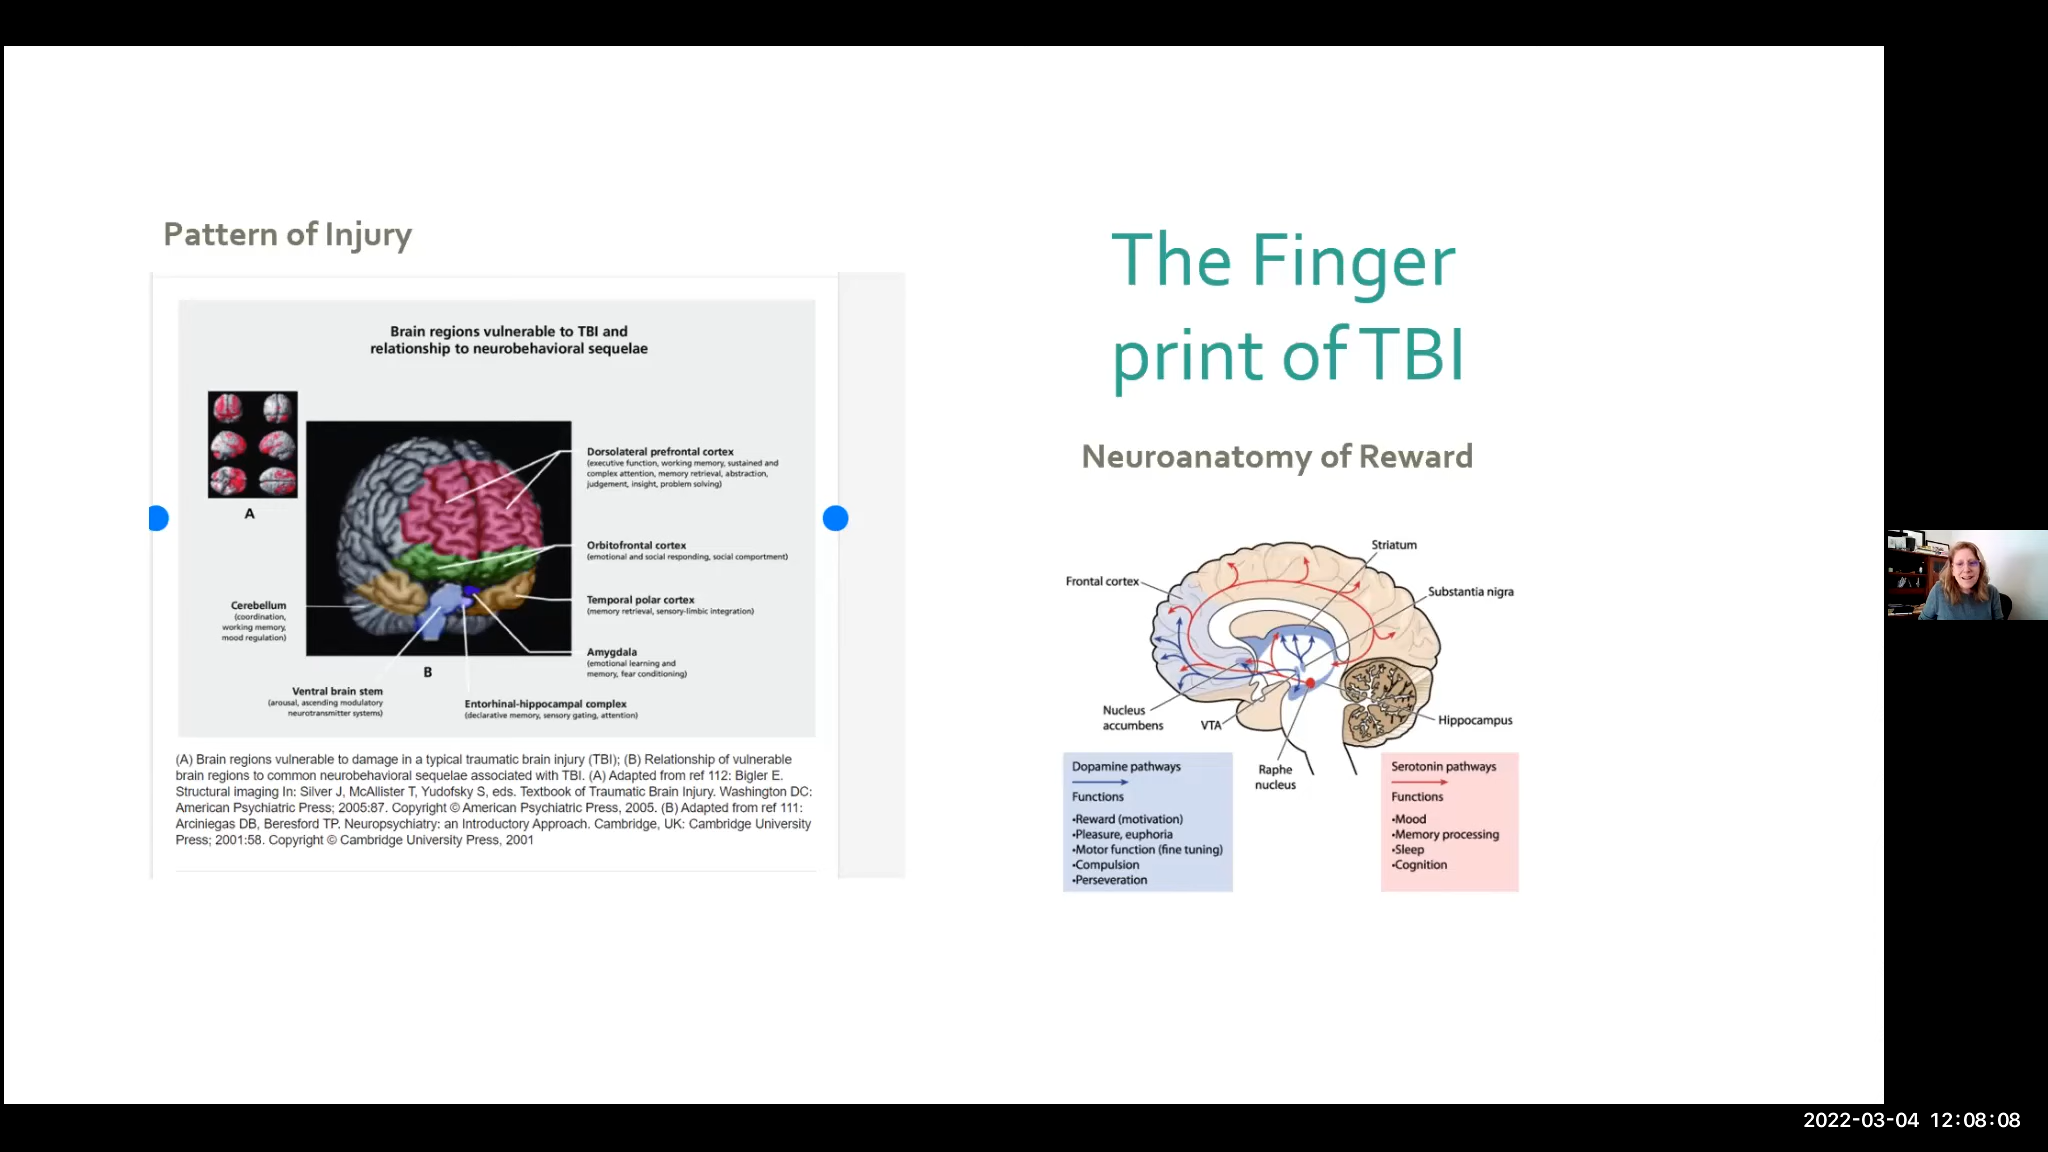 Pattern of Injury
Brain regions vulnerable to TBI and
relationship to neurobehavioral sequelae
A
Dorsolateral prefrontal cortex
(executive function, working memory, sustained and
complex attention, memory retrieval, abstraction,
judgement, insight, problem solving)
Orbitofrontal cortex
(emotional and social responding, social comportment)
Temporal polar cortex
(memory retrieval, sensory-limbic integration)
Cerebellum
(coordination,
working memory,
mood regulation)
Amygdala
(emotional learning and
memory, fear conditioning)
B
Ventral brain stem
(arousal, ascending modulatory
neurotransmitter systems)
Entorhinal-hippocampal complex
(declarative memory, sensory gating, attention)
(A) Brain regions vulnerable to damage in a typical traumatic brain injury (TBI); (B) Relationship of vulnerable
brain regions to common neurobehavioral sequelae associated with TBI. (A) Adapted from ref 112: Bigler E.
Structural imaging In: Silver J, McAllister T, Yudofsky S, eds. Textbook of Traumatic Brain Injury. Washington DC:
American Psychiatric Press; 2005:87. Copyright © American Psychiatric Press, 2005. (B) Adapted from ref 111:
Arciniegas DB, Beresford TP. Neuropsychiatry: an Introductory Approach. Cambridge, UK: Cambridge University
Press; 2001:58. Copyright © Cambridge University Press, 2001
The Finger
print of TBI
Neuroanatomy of Reward
Striatum
Frontal cortex
Substantia nigra
Nucleus
accumbens
VTA
Hippocampus
Raphe
nucleus
Dopamine pathways
Functions
•Reward (motivation)
•Pleasure, euphoria
•Motor function (fine tuning)
•Compulsion
•Perseveration
Serotonin pathways
Functions
•Mood
•Memory processing
•Sleep
•Cognition
2022-03-04 12:08:08